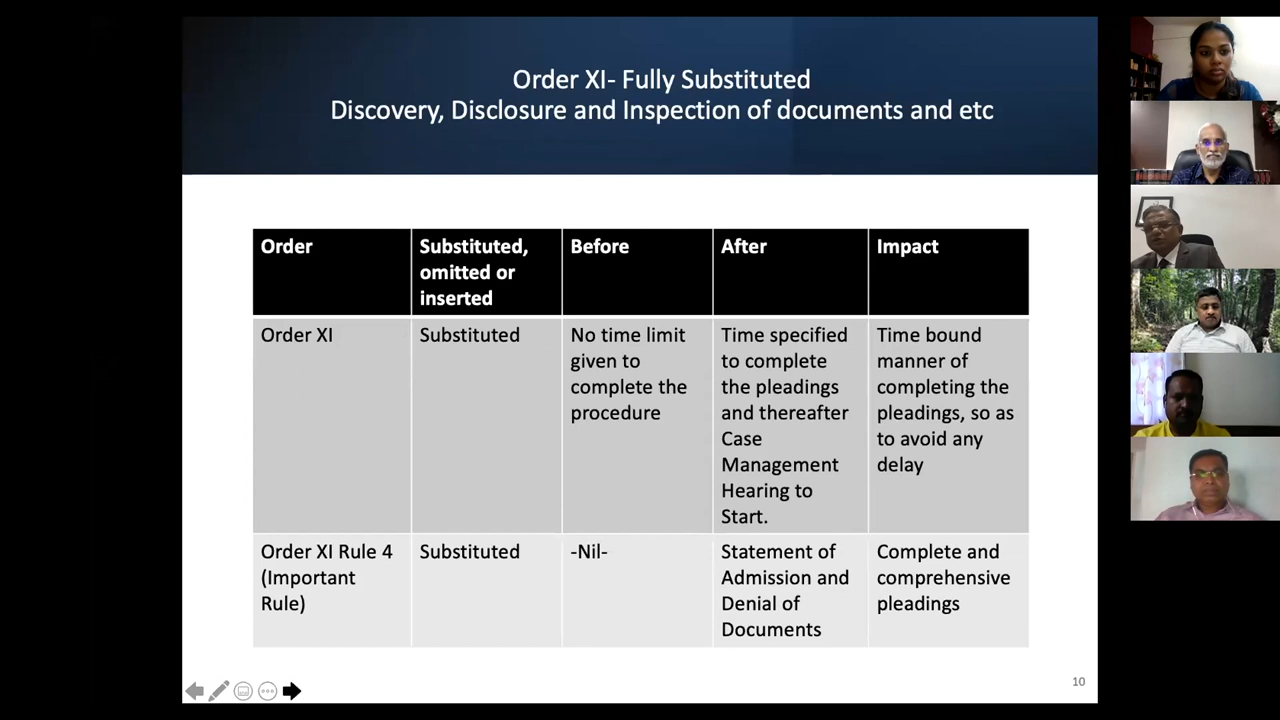 Order XI- Fully Substituted
Discovery, Disclosure and Inspection of documents and etc
Order
Substituted,
omitted or
inserted
Before
After
Impact
Order XI
Substituted
No time limit
given to
complete the
procedure
Time specified
to complete
the pleadings
and thereafter
Case
Management
Hearing to
Start.
Time bound
manner of
completing the
pleadings, so as
to avoid any
delay
Order XI Rule 4
(Important
Rule)
Substituted
-Nil-
Statement of
Admission and
Denial of
Documents
Complete and
comprehensive
pleadings
10